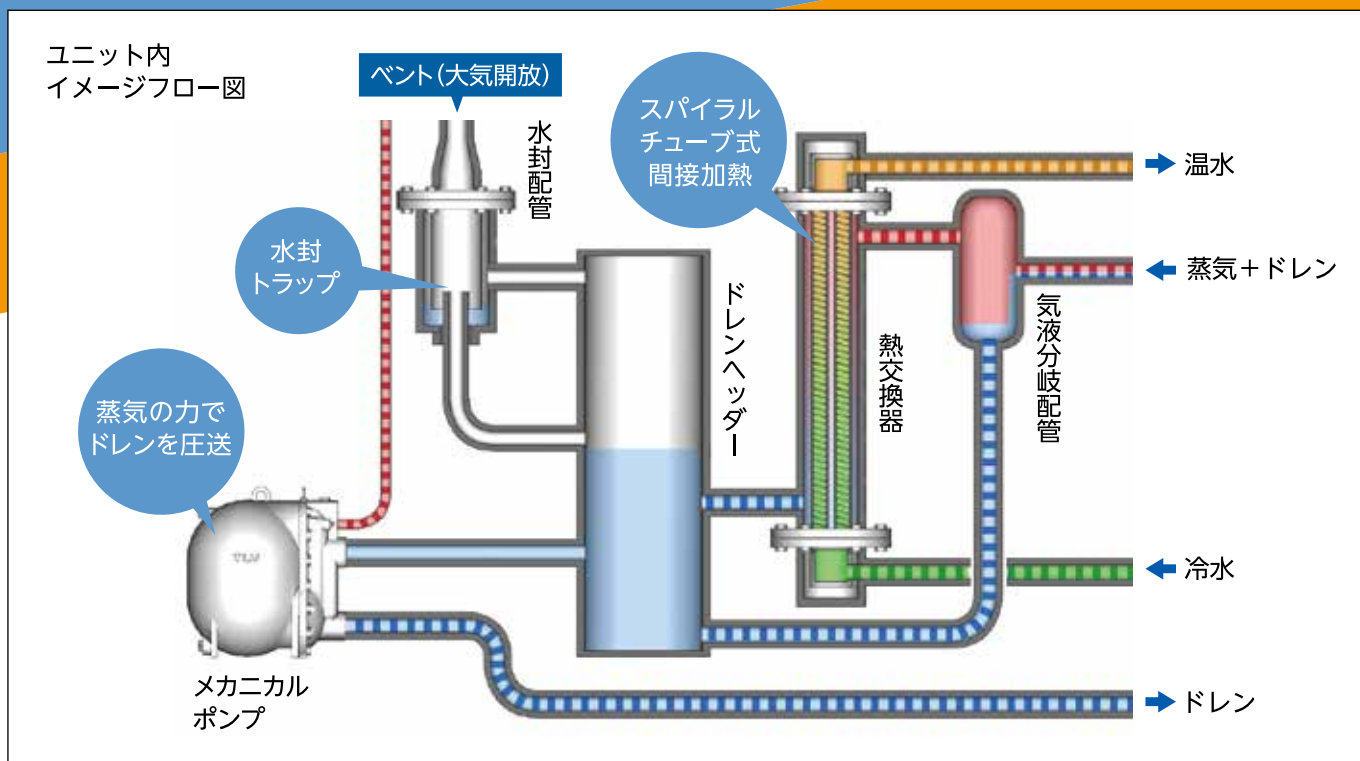 ユニット内
イメージフロー図
ベント(大気開放)
水封配管
スパイラル
チューブ式
間接加熱
温水
水封
トラップ
蒸気+ドレン
ドレンヘッダー
熱交換器
気液分岐配管
蒸気の力で
ドレンを圧送
TLV
冷水
メカニカル
ポンプ
ドレン